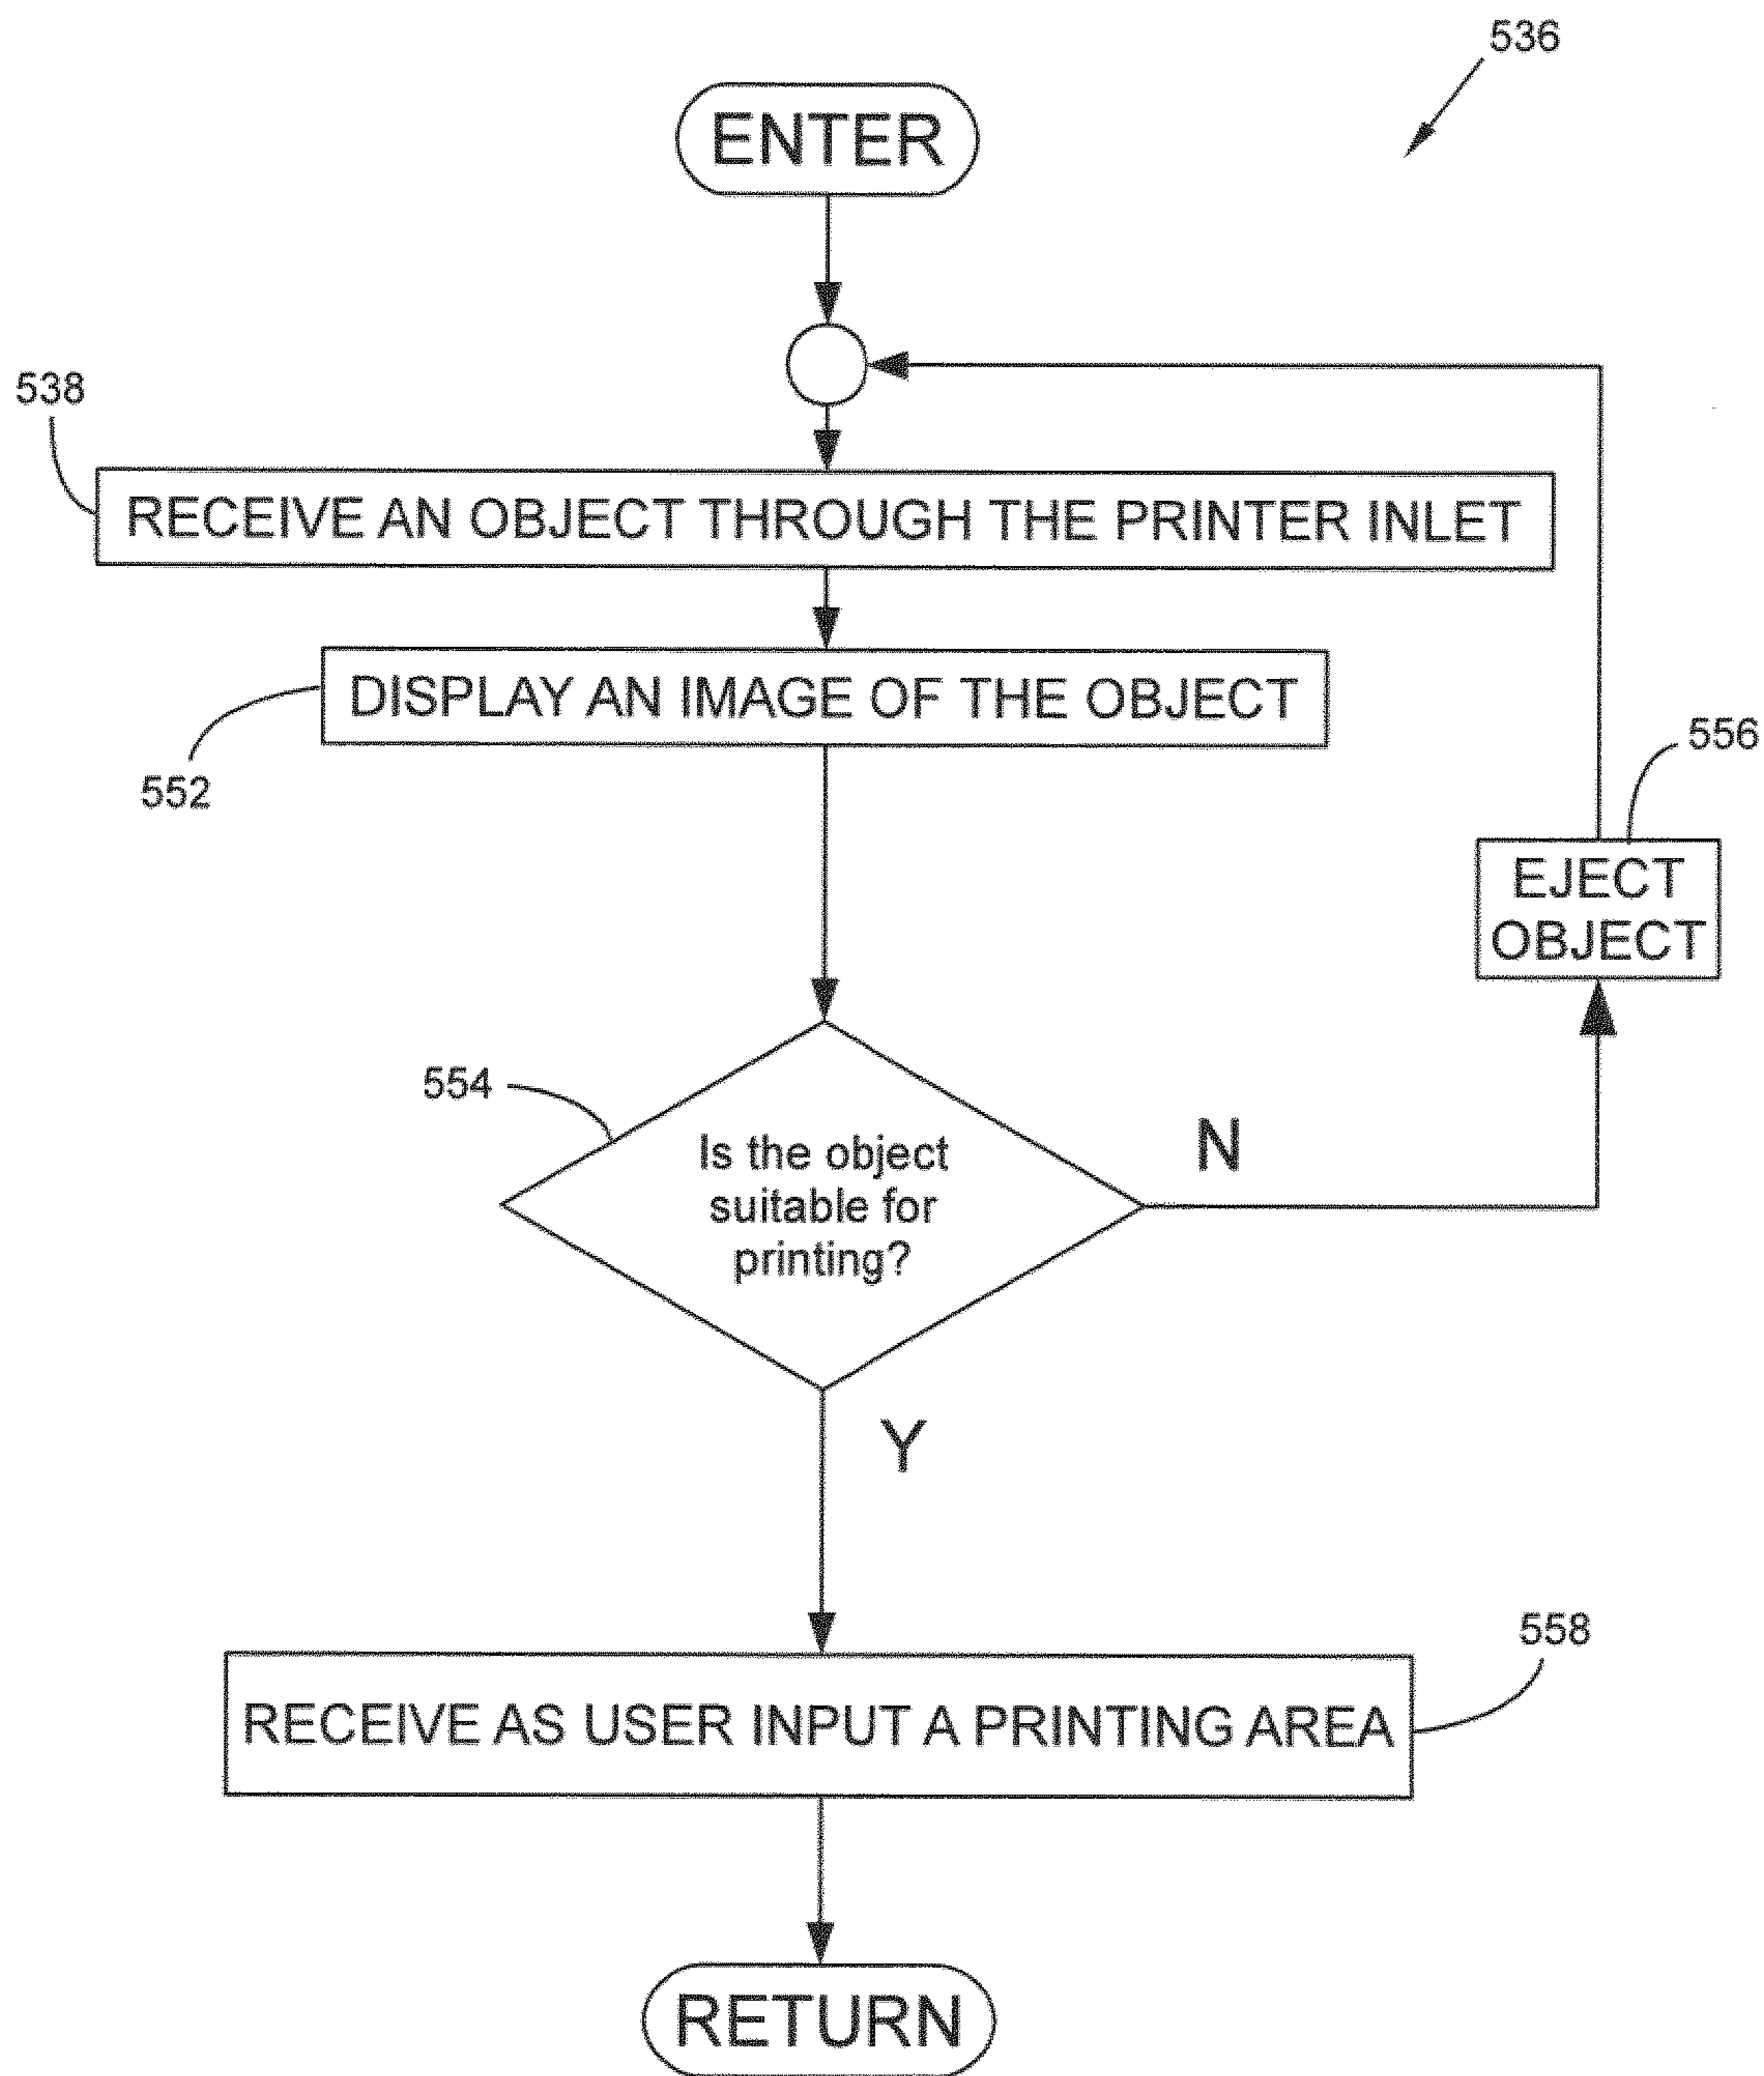 536
ENTER
538
RECEIVE AN OBJECT THROUGH THE PRINTER INLET
DISPLAY AN IMAGE OF THE OBJECT
552
556
EJECT
OBJECT
554
Is the object
suitable for
printing?
N
Y
558
RECEIVE AS USER INPUT A PRINTING AREA
RETURN